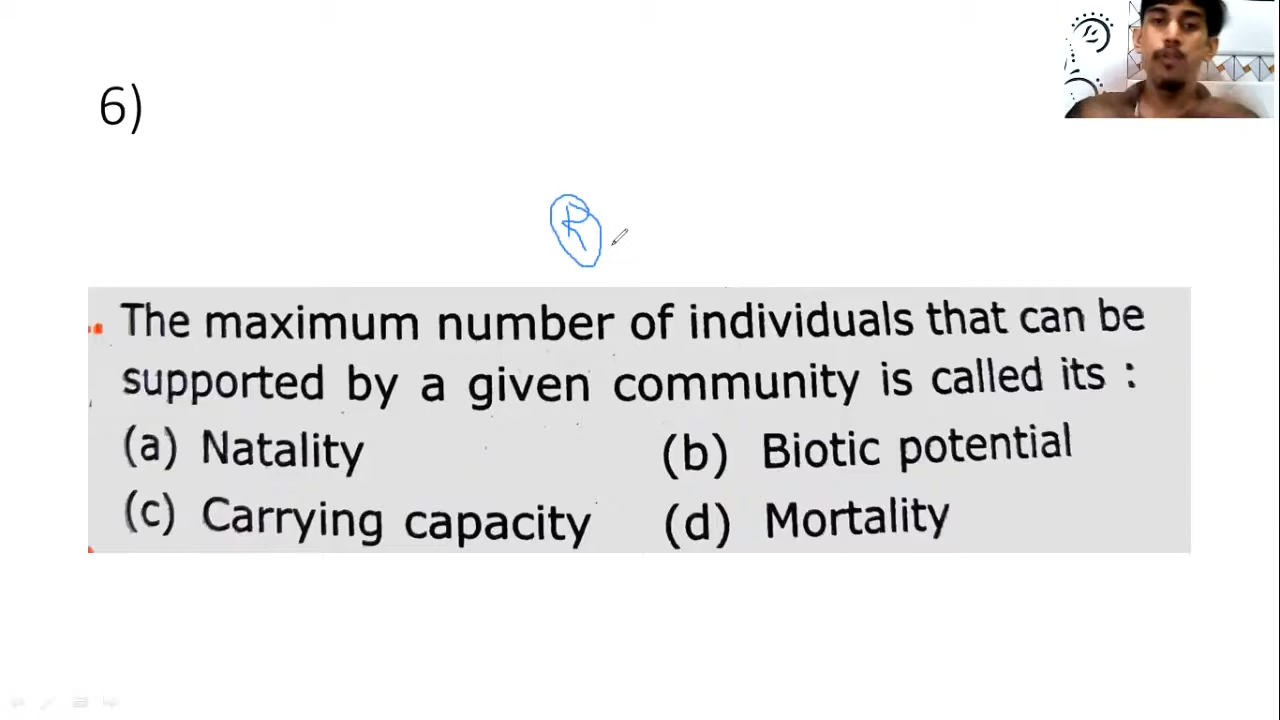 6)
R
The maximum number of individuals that can be
supported by a given community is called its :
(a) Natality (b) Biotic potential
(c) Carrying capacity (d) Mortality